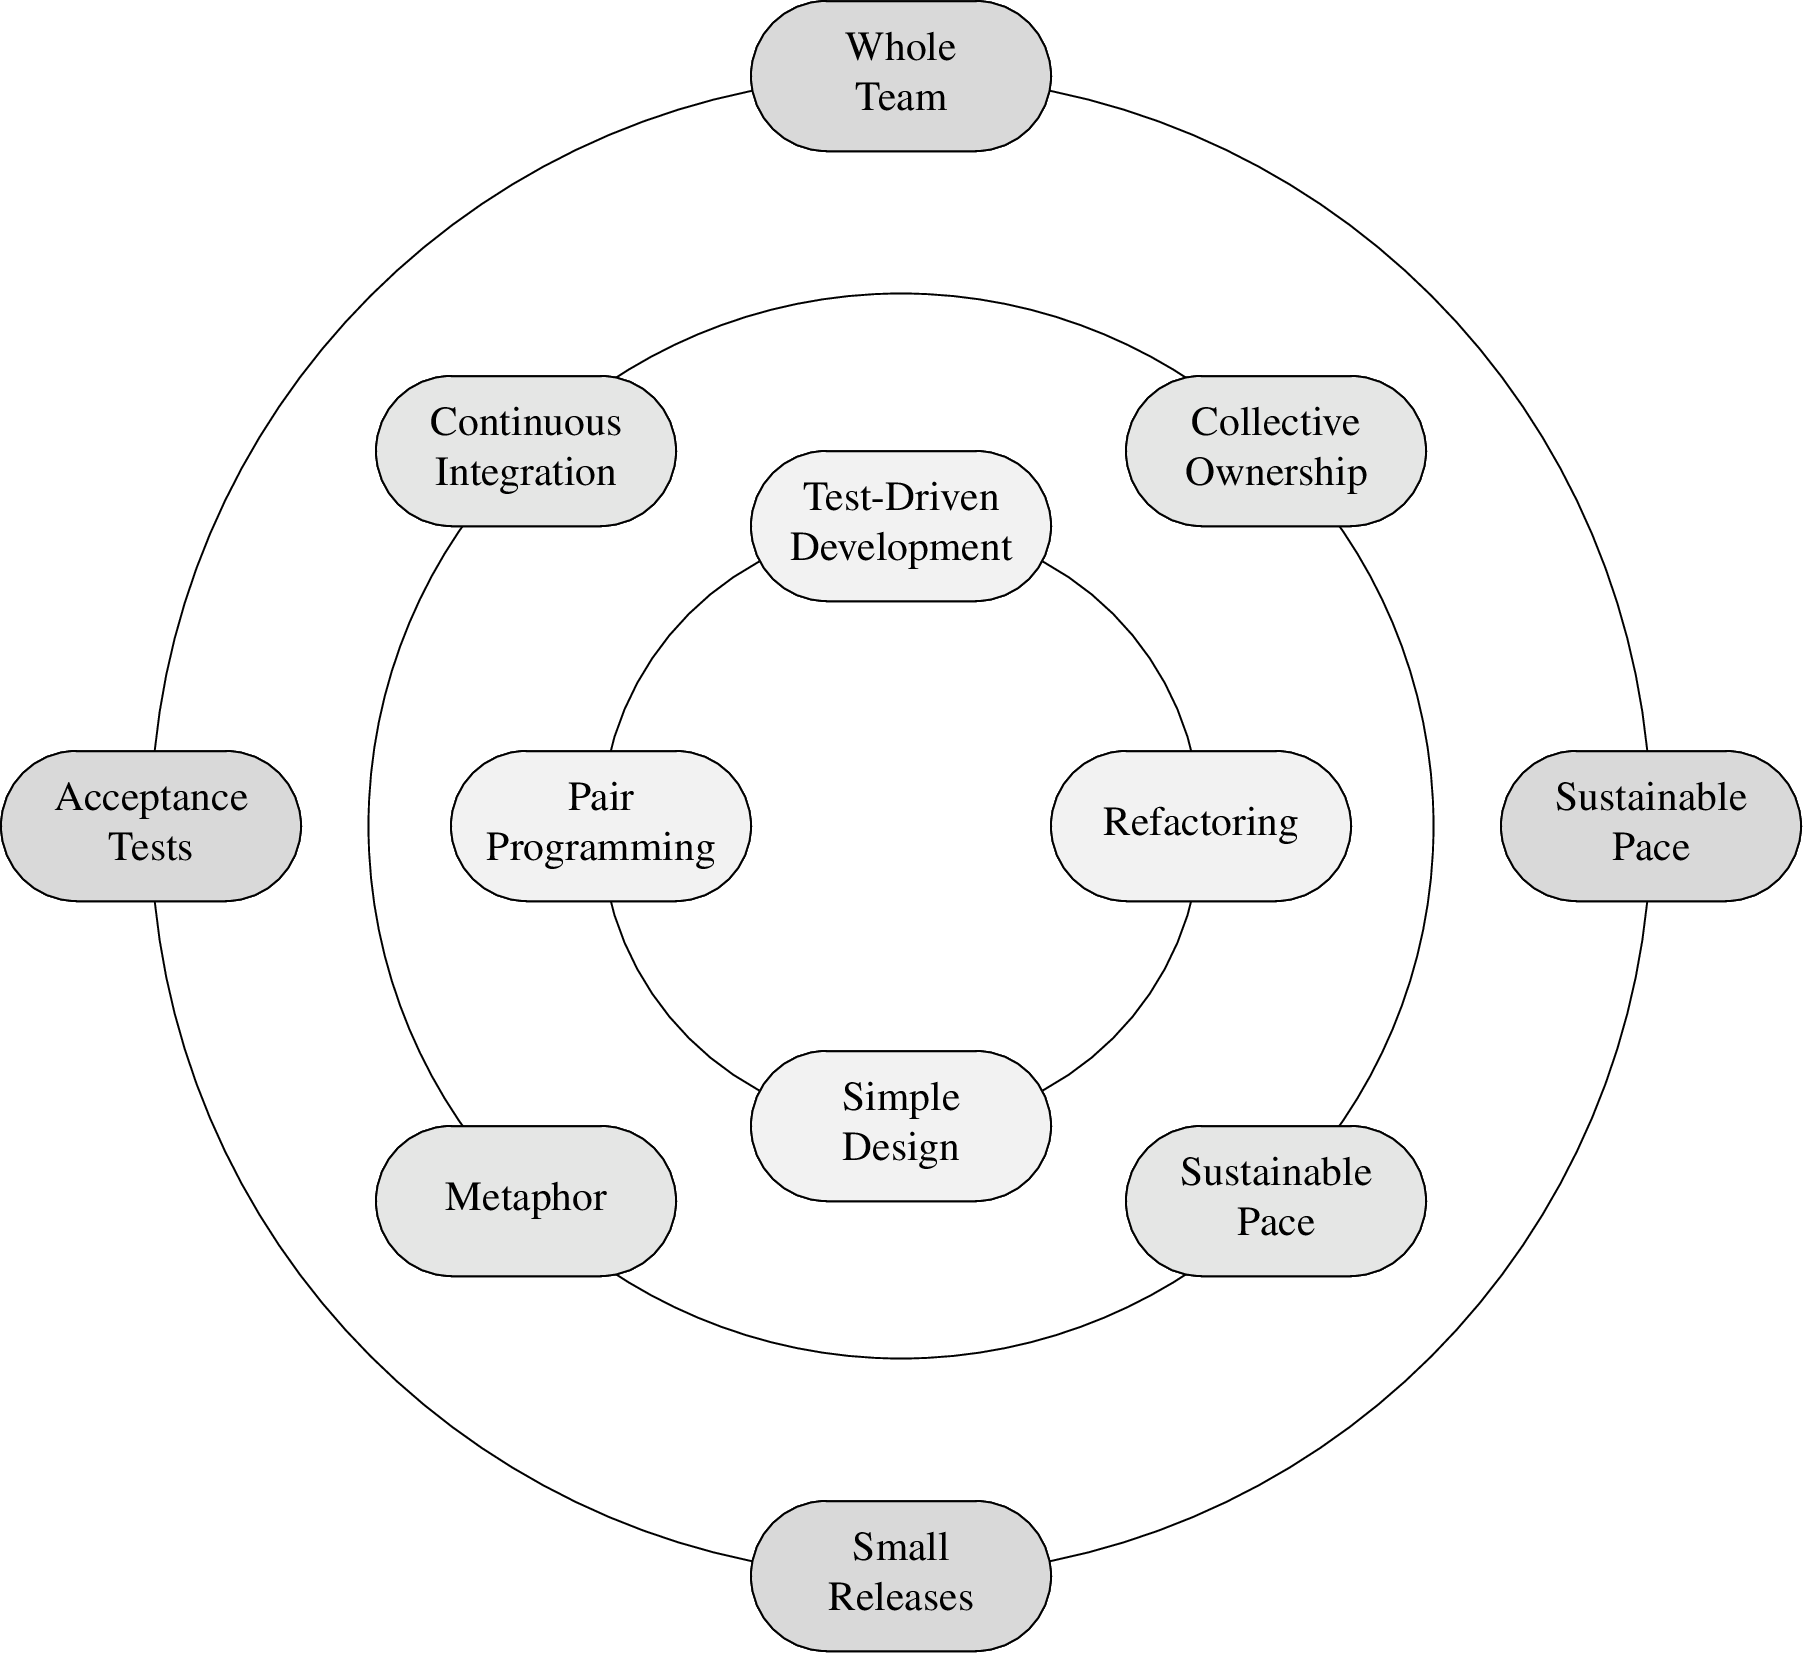 Whole
Team
Continuous
Integration
Collective
Ownership
Test-Driven
Development
Acceptance
Tests
Pair
Programming
Refactoring
Sustainable
Pace
Simple
Design
Metaphor
Sustainable
Pace
Small
Releases